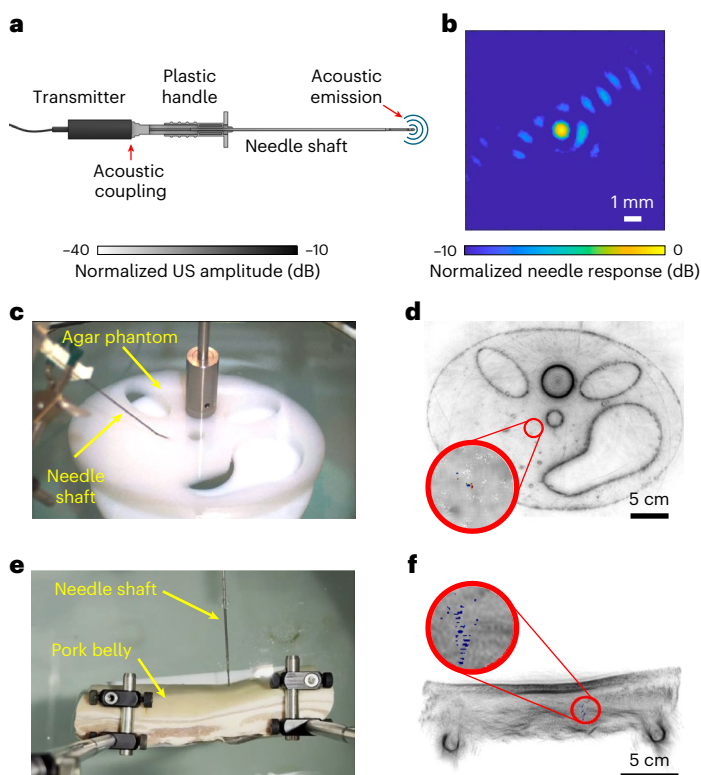 a
Transmitter
Plastic
handle
Acoustic
emission
Needle shaft
Acoustic
coupling
–40
–10
Normalized US amplitude (dB)
b
1 mm
–10
0
Normalized needle response (dB)
c
Agar phantom
Needle
shaft
d
5 cm
e
Needle shaft
Pork belly
f
5 cm